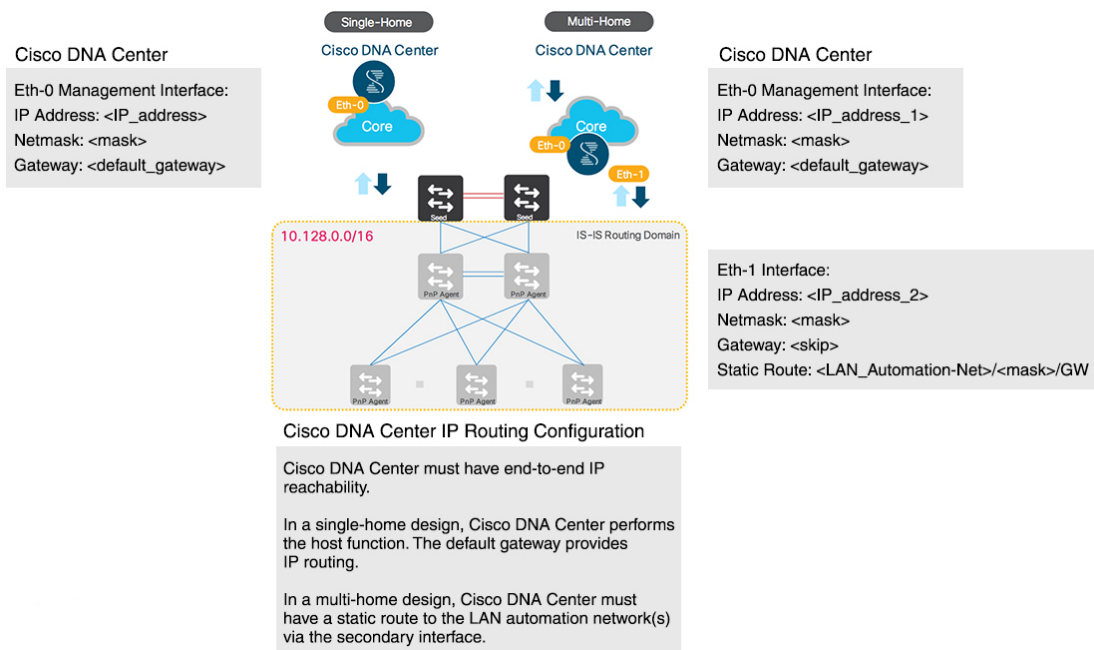 Single-Home
Multi-Home
Cisco DNA Center
Cisco DNA Center
Cisco DNA Center
Cisco DNA Center
Eth-0 Management Interface:
IP Address: <IP_address>
Netmask: <mask>
Gateway: <default_gateway>
Eth-0
Core
Core
Eth-0
Eth-1
Eth-0 Management Interface:
IP Address: <IP_address_1>
Netmask: <mask>
Gateway: <default_gateway>
Seed
Seed
10.128.0.0/16
IS-IS Routing Domain
PnP Agent
PnP Agent
PnP Agent
PnP Agent
PnP Agent
Eth-1 Interface:
IP Address: <IP_address_2>
Netmask: <mask>
Gateway: <skip>
Static Route: <LAN_Automation-Net>/<mask>/GW
Cisco DNA Center IP Routing Configuration
Cisco DNA Center must have end-to-end IP
reachability.
In a single-home design, Cisco DNA Center performs
the host function. The default gateway provides
IP routing.
In a multi-home design, Cisco DNA Center must
have a static route to the LAN automation network(s)
via the secondary interface.